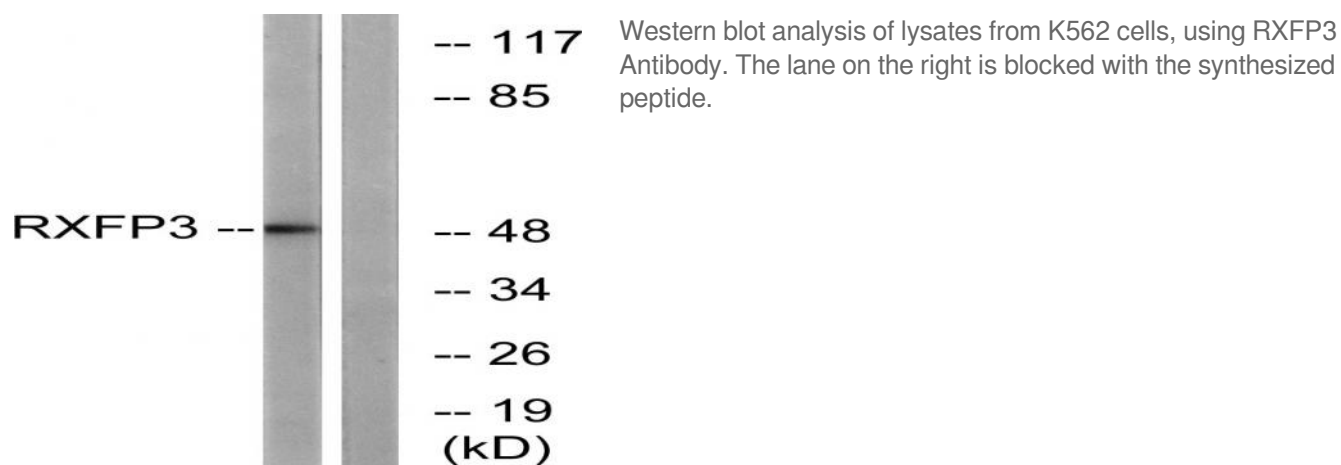 -- 117
-- 85
RXFP3 --
-- 48
-- 34
-- 26
-- 19
(kD)
Western blot analysis of lysates from K562 cells, using RXFP3
Antibody. The lane on the right is blocked with the synthesized
peptide.